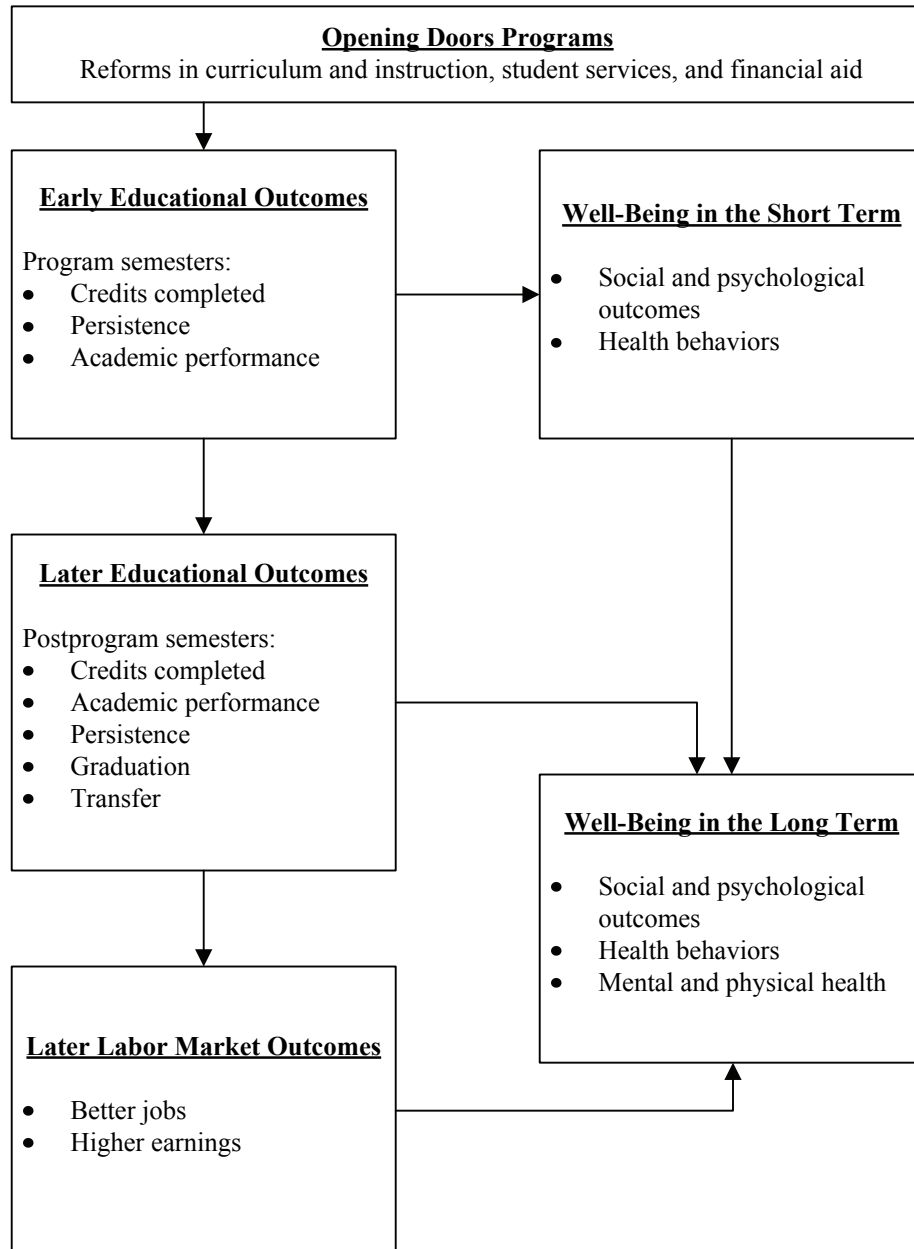 Opening Doors Programs
Reforms in curriculum and instruction, student services, and financial aid
Early Educational Outcomes
Program semesters:
● Credits completed
● Persistence
● Academic performance
Well-Being in the Short Term
● Social and psychological
outcomes
● Health behaviors
Later Educational Outcomes
Postprogram semesters:
● Credits completed
● Academic performance
● Persistence
● Graduation
● Transfer
Well-Being in the Long Term
● Social and psychological
outcomes
● Health behaviors
● Mental and physical health
Later Labor Market Outcomes
● Better jobs
● Higher earnings